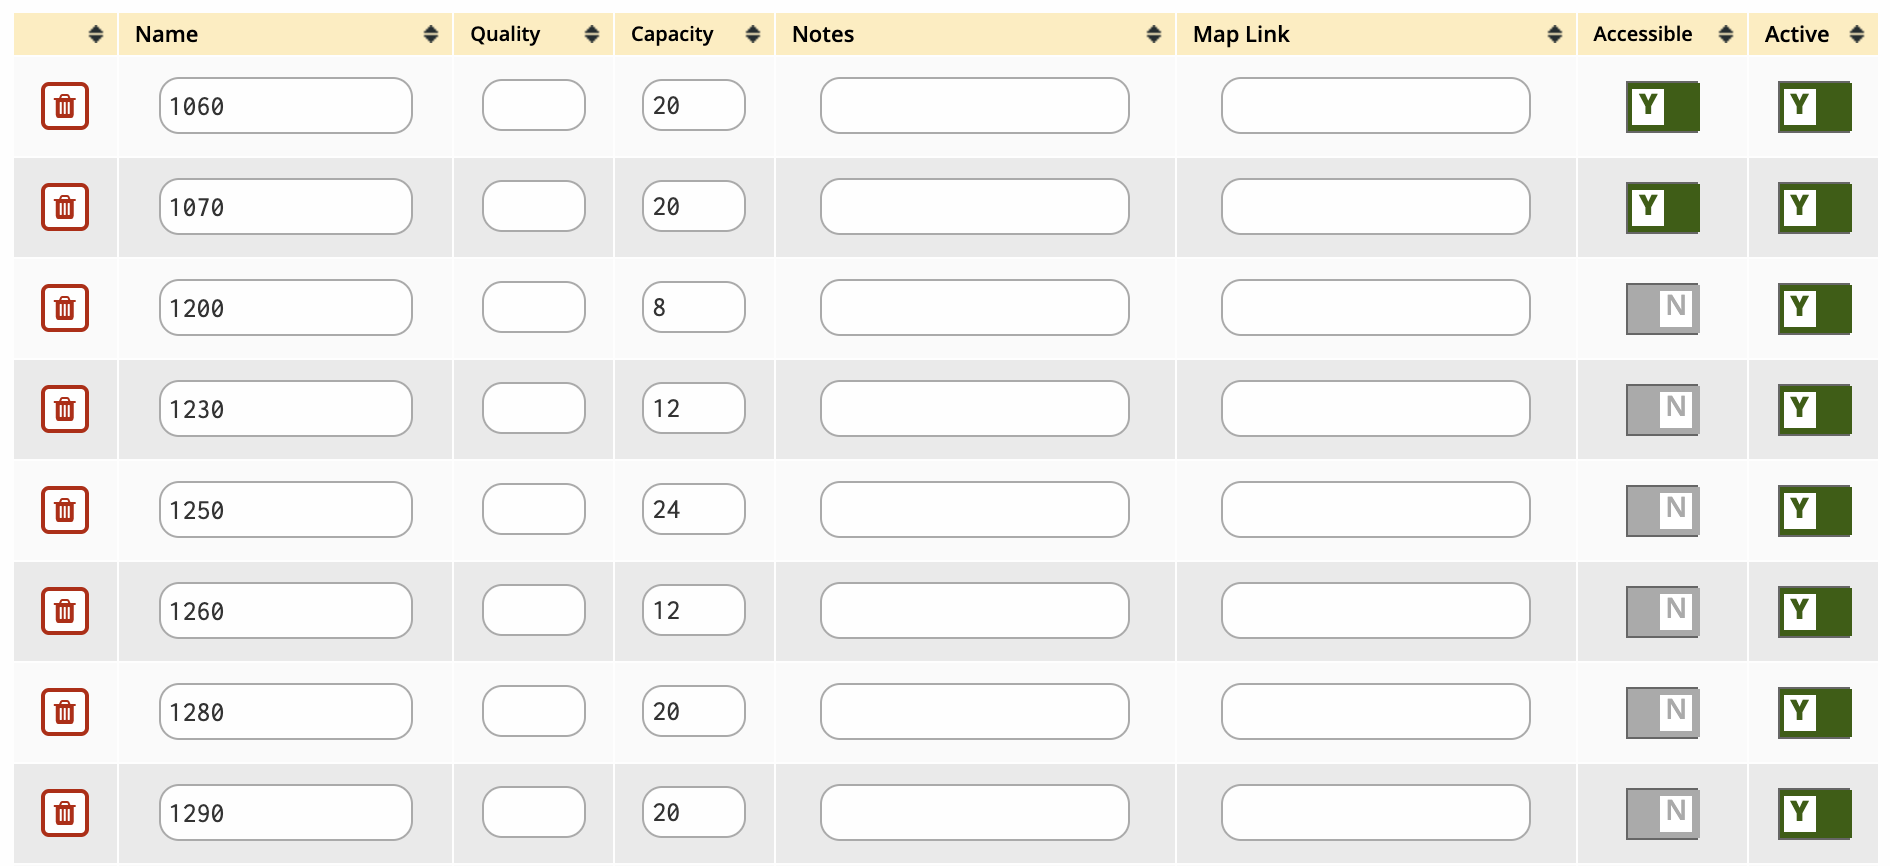 Name Quality Capacity Notes Map Link Accessible Active
1060 20 Y Y
1070 20 Y Y
1200 8 N Y
1230 12 N Y
1250 24 N Y
1260 12 N Y
1280 20 N Y
1290 20 N Y